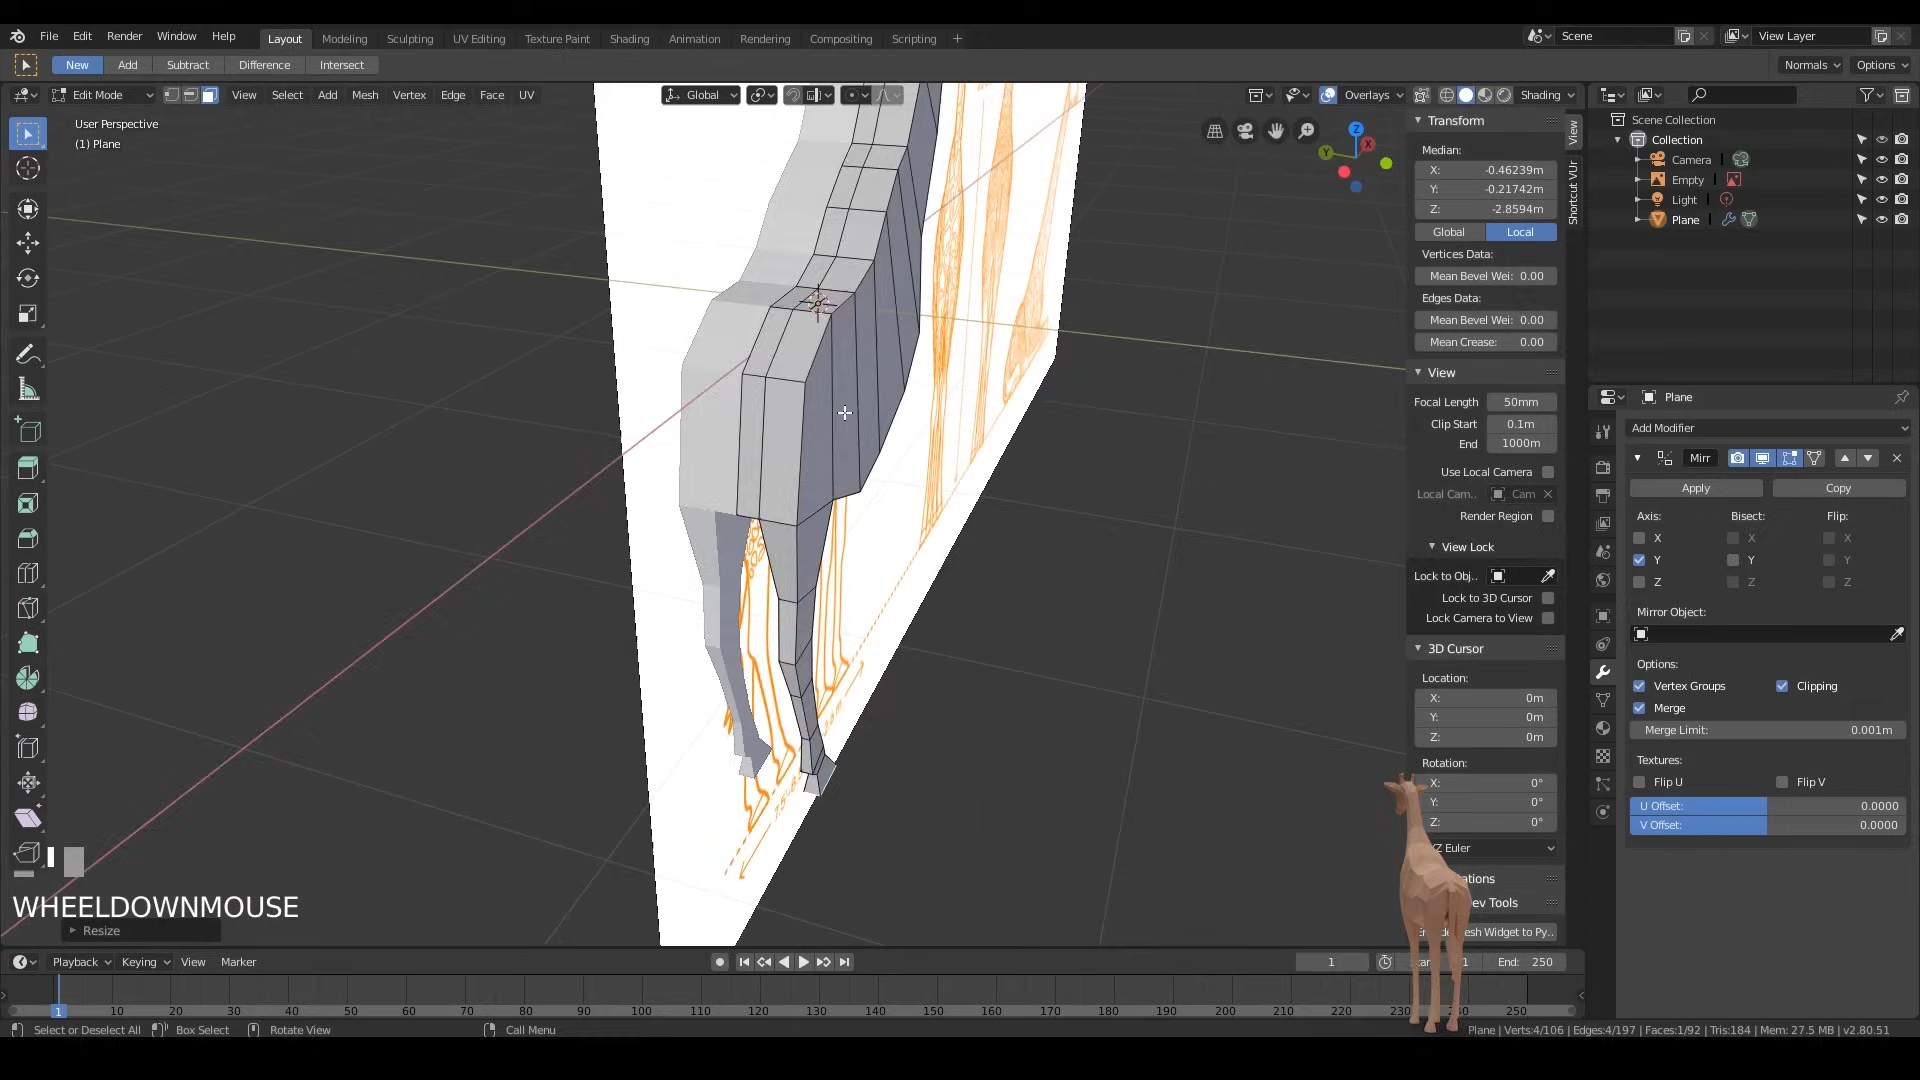 File Edit Render Window Help Layout Modeling Sculpting UV Editing Texture Paint Shading Animation Rendering Compositing Scripting + Scene View Layer
New Add Subtract Difference Intersect Normals Options
Edit Mode View Select Add Mesh Vertex Edge Face UV Global Overlays Shading
User Perspective
(1) Plane
Z
X
Y
Transform
Median:
X: -0.46239m
Y: -0.21742m
Z: -2.8594m
Global Local
Vertices Data:
Mean Bevel Wei: 0.00
Edges Data:
Mean Bevel Wei: 0.00
Mean Crease: 0.00
View
Focal Length 50mm
Clip Start 0.1m
End 1000m
Use Local Camera
Local Cam.. Cam
Render Region
View Lock
Lock to Obj..
Lock to 3D Cursor
Lock Camera to View
3D Cursor
Location:
X: 0m
Y: 0m
Z: 0m
Rotation:
X: 0°
Y: 0°
Z: 0°
Z Euler
ations
ev Tools
esh Widget to Py..
View
Shortcut VUr
Scene Collection
Collection
Camera
Empty
Light
Plane
Plane
Add Modifier
Mirr
Apply Copy
Axis: Bisect: Flip:
X X X
Y Y Y
Z Z Z
Mirror Object:
Options:
Vertex Groups Clipping
Merge
Merge Limit: 0.001m
Textures:
Flip U Flip V
U Offset: 0.0000
V Offset: 0.0000
WHEELDOWNMOUSE
Resize
Playback Keying View Marker 1 1 End: 250
1 10 20 30 40 50 60 70 80 90 100 110 120 130 140 150 160 170 180 190 200 210 220 230 250
Select or Deselect All Box Select Rotate View Call Menu Plane | Verts:4/106 | Edges:4/197 | Faces:1/92 | Tris:184 | Mem: 27.5 MB | v2.80.51